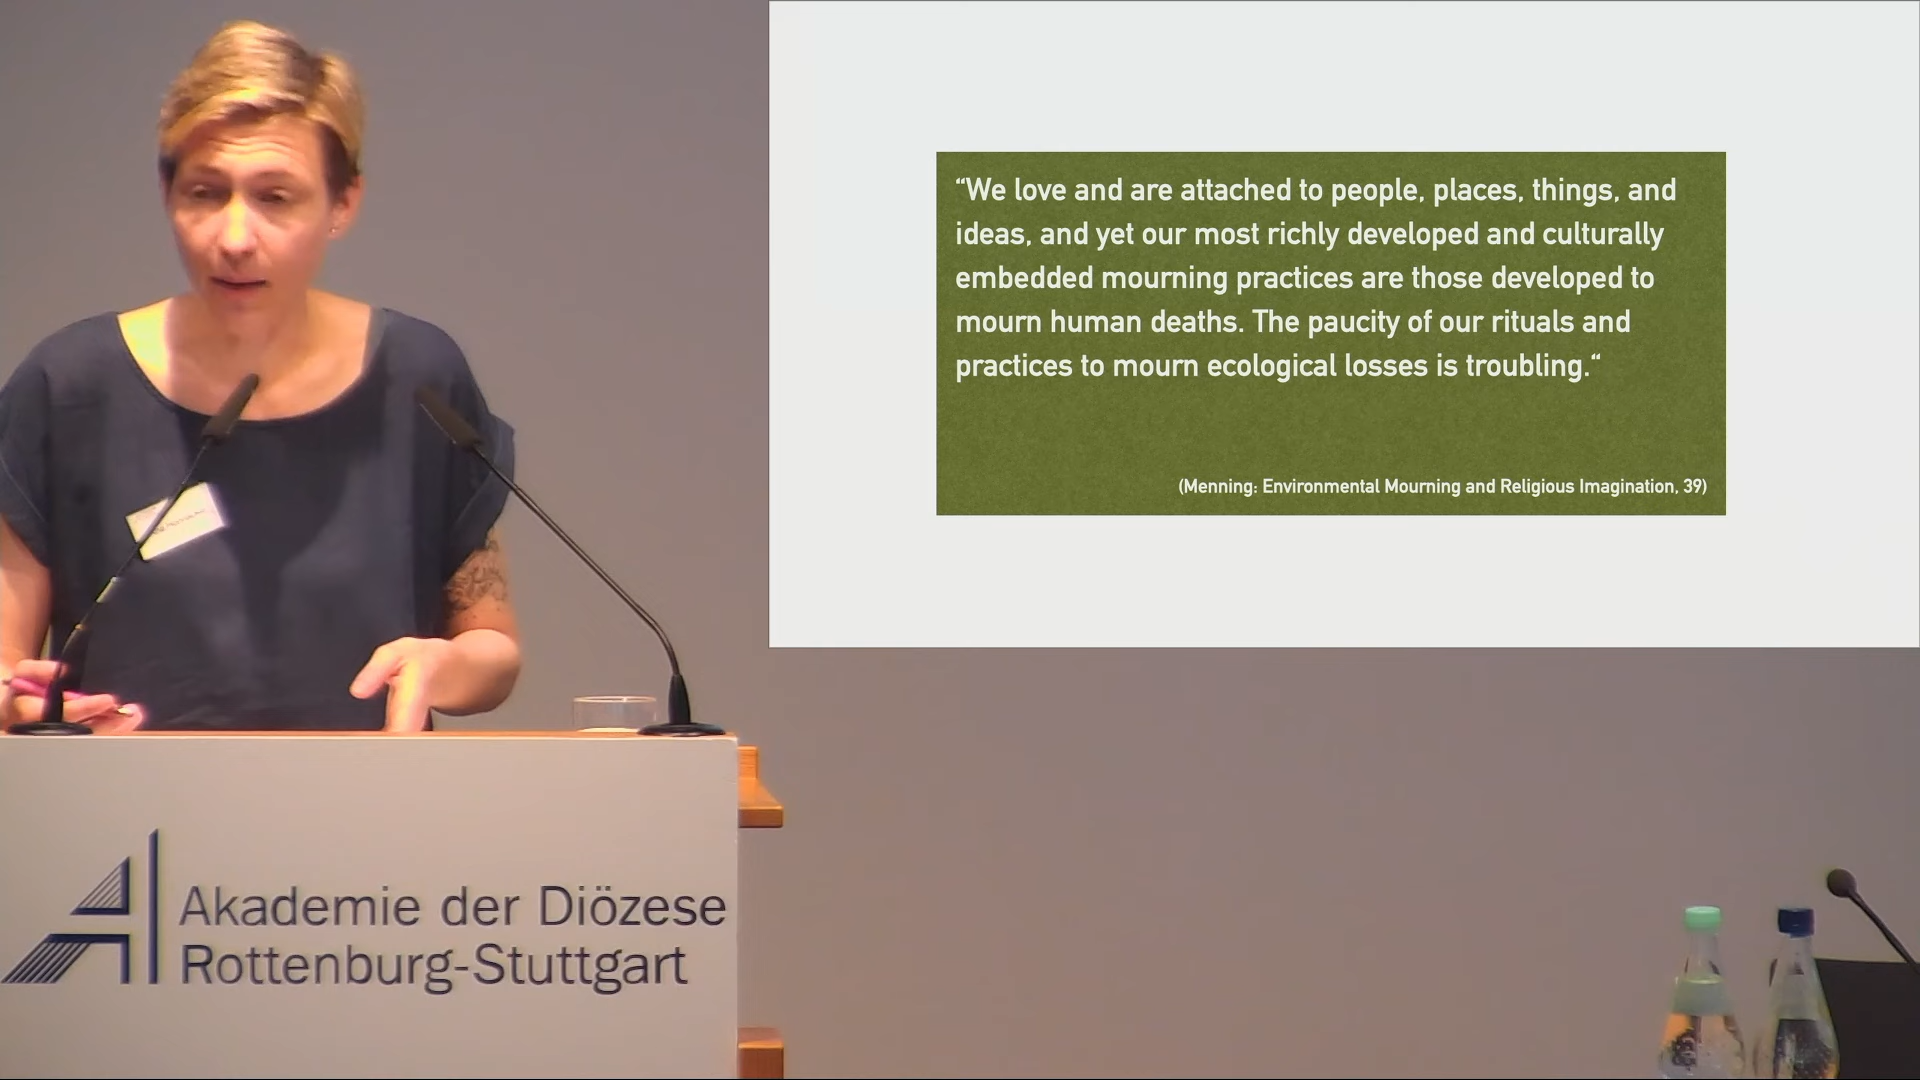 “We love and are attached to people, places, things, and
ideas, and yet our most richly developed and culturally
embedded mourning practices are those developed to
mourn human deaths. The paucity of our rituals and
practices to mourn ecological losses is troubling.“
(Menning: Environmental Mourning and Religious Imagination, 39)
Akademie der Diözese
Rottenburg-Stuttgart